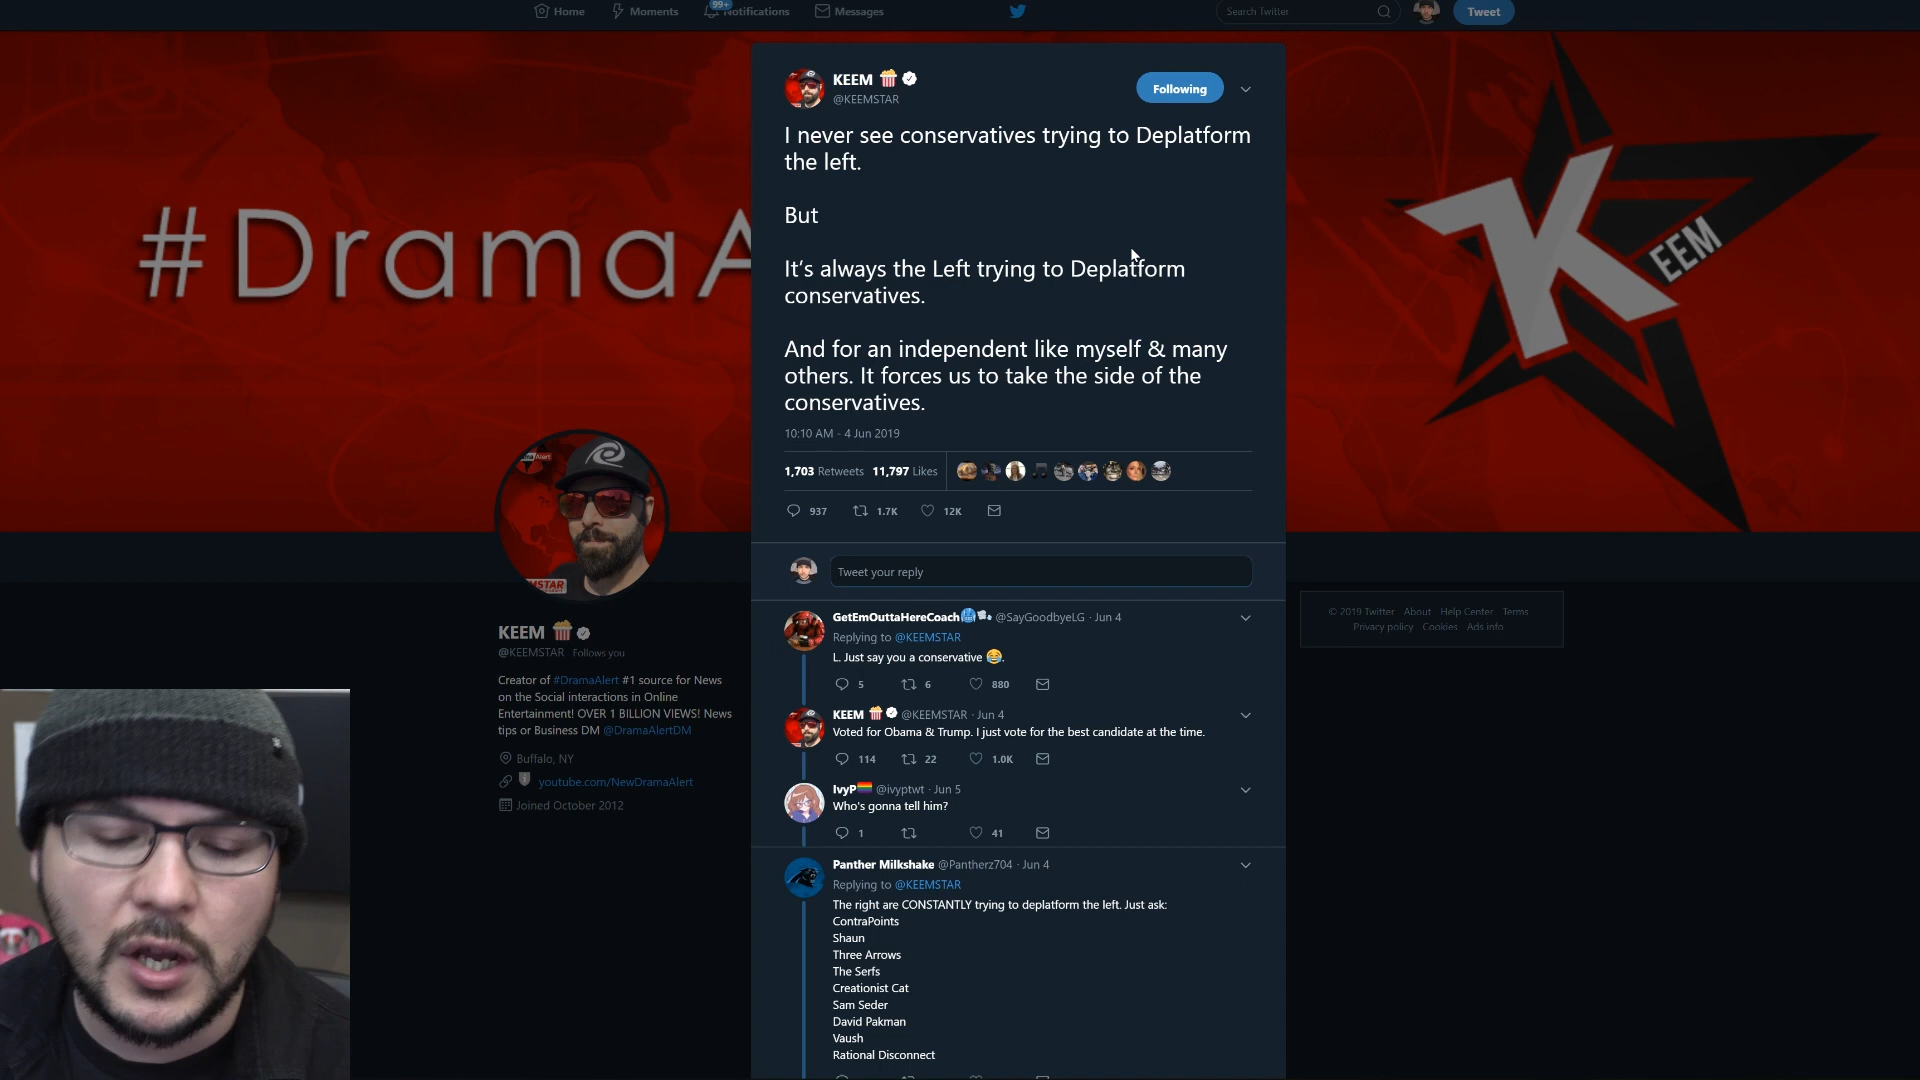 Home
Moments
99+
Notifications
Messages
Search Twitter
Tweet
#DramaA
K
KEEM
KEEM
@KEEMSTAR
Following
I never see conservatives trying to Deplatform
the left.
But
It’s always the Left trying to Deplatform
conservatives.
And for an independent like myself & many
others. It forces us to take the side of the
conservatives.
10:10 AM - 4 Jun 2019
1,703 Retweets 11,797 Likes
937 1.7K 12K
Tweet your reply
GetEmOuttaHereCoach @SayGoodbyeLG · Jun 4
Replying to @KEEMSTAR
L. Just say you a conservative 😂.
5 6 880
KEEM @KEEMSTAR · Jun 4
Voted for Obama & Trump. I just vote for the best candidate at the time.
114 22 1.0K
IvyP @ivyptwt · Jun 5
Who's gonna tell him?
1 41
Panther Milkshake @Pantherz704 · Jun 4
Replying to @KEEMSTAR
The right are CONSTANTLY trying to deplatform the left. Just ask:
ContraPoints
Shaun
Three Arrows
The Serfs
Creationist Cat
Sam Seder
David Pakman
Vaush
Rational Disconnect
KEEM
@KEEMSTAR Follows you
Creator of #DramaAlert #1 source for News
on the Social interactions in Online
Entertainment! OVER 1 BILLION VIEWS! News
tips or Business DM @DramaAlertDM
Buffalo, NY
youtube.com/NewDramaAlert
Joined October 2012
© 2019 Twitter About Help Center Terms
Privacy policy Cookies Ads info